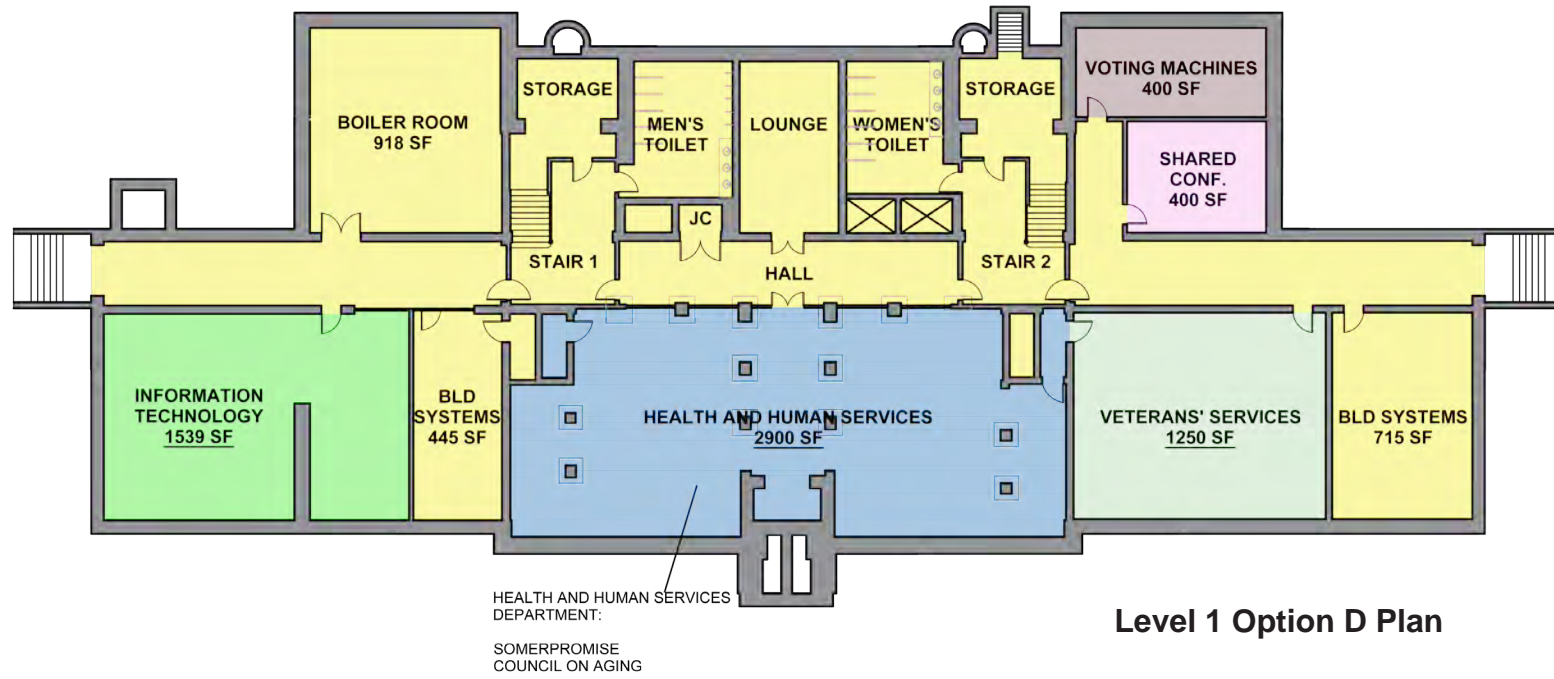 BOILER ROOM
918 SF
STORAGE
MEN'S
TOILET
LOUNGE
WOMEN'S
TOILET
STORAGE
VOTING MACHINES
400 SF
SHARED
CONF.
400 SF
JC
STAIR 1
HALL
STAIR 2
INFORMATION
TECHNOLOGY
1539 SF
BLD
SYSTEMS
445 SF
HEALTH AND HUMAN SERVICES
2900 SF
VETERANS' SERVICES
1250 SF
BLD SYSTEMS
715 SF
HEALTH AND HUMAN SERVICES
DEPARTMENT:
SOMERPROMISE
COUNCIL ON AGING
Level 1 Option D Plan